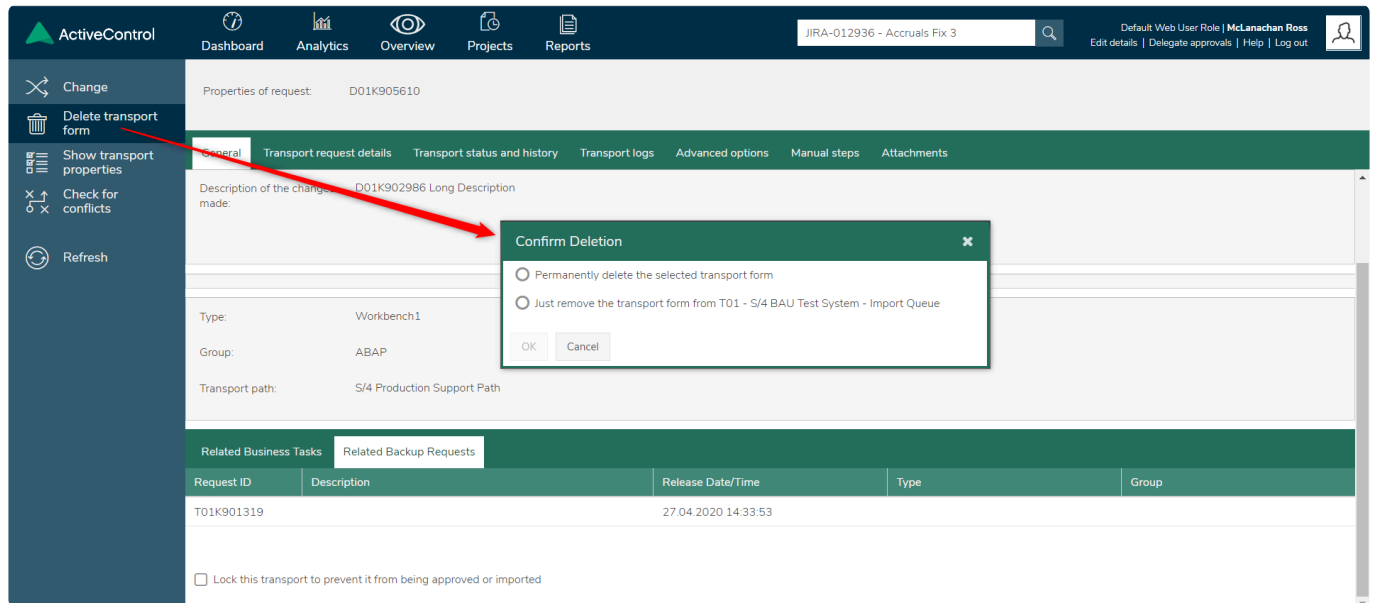 ActiveControl
Dashboard
Analytics
Overview
Projects
Reports
JIRA-012936 - Accruals Fix 3
Default Web User Role | McLanachan Ross
Edit details | Delegate approvals | Help | Log out
Change
Delete transport
form
Show transport
properties
Check for
conflicts
Refresh
Properties of request: D01K905610
General
Transport request details
Transport status and history
Transport logs
Advanced options
Manual steps
Attachments
Description of the change
made:
D01K902986 Long Description
Confirm Deletion
Permanently delete the selected transport form
Just remove the transport form from T01 - S/4 BAU Test System - Import Queue
OK
Cancel
Type: Workbench1
Group: ABAP
Transport path: S/4 Production Support Path
Related Business Tasks
Related Backup Requests
Request ID
Description
Release Date/Time
Type
Group
T01K901319
27.04.2020 14:33:53
Lock this transport to prevent it from being approved or imported